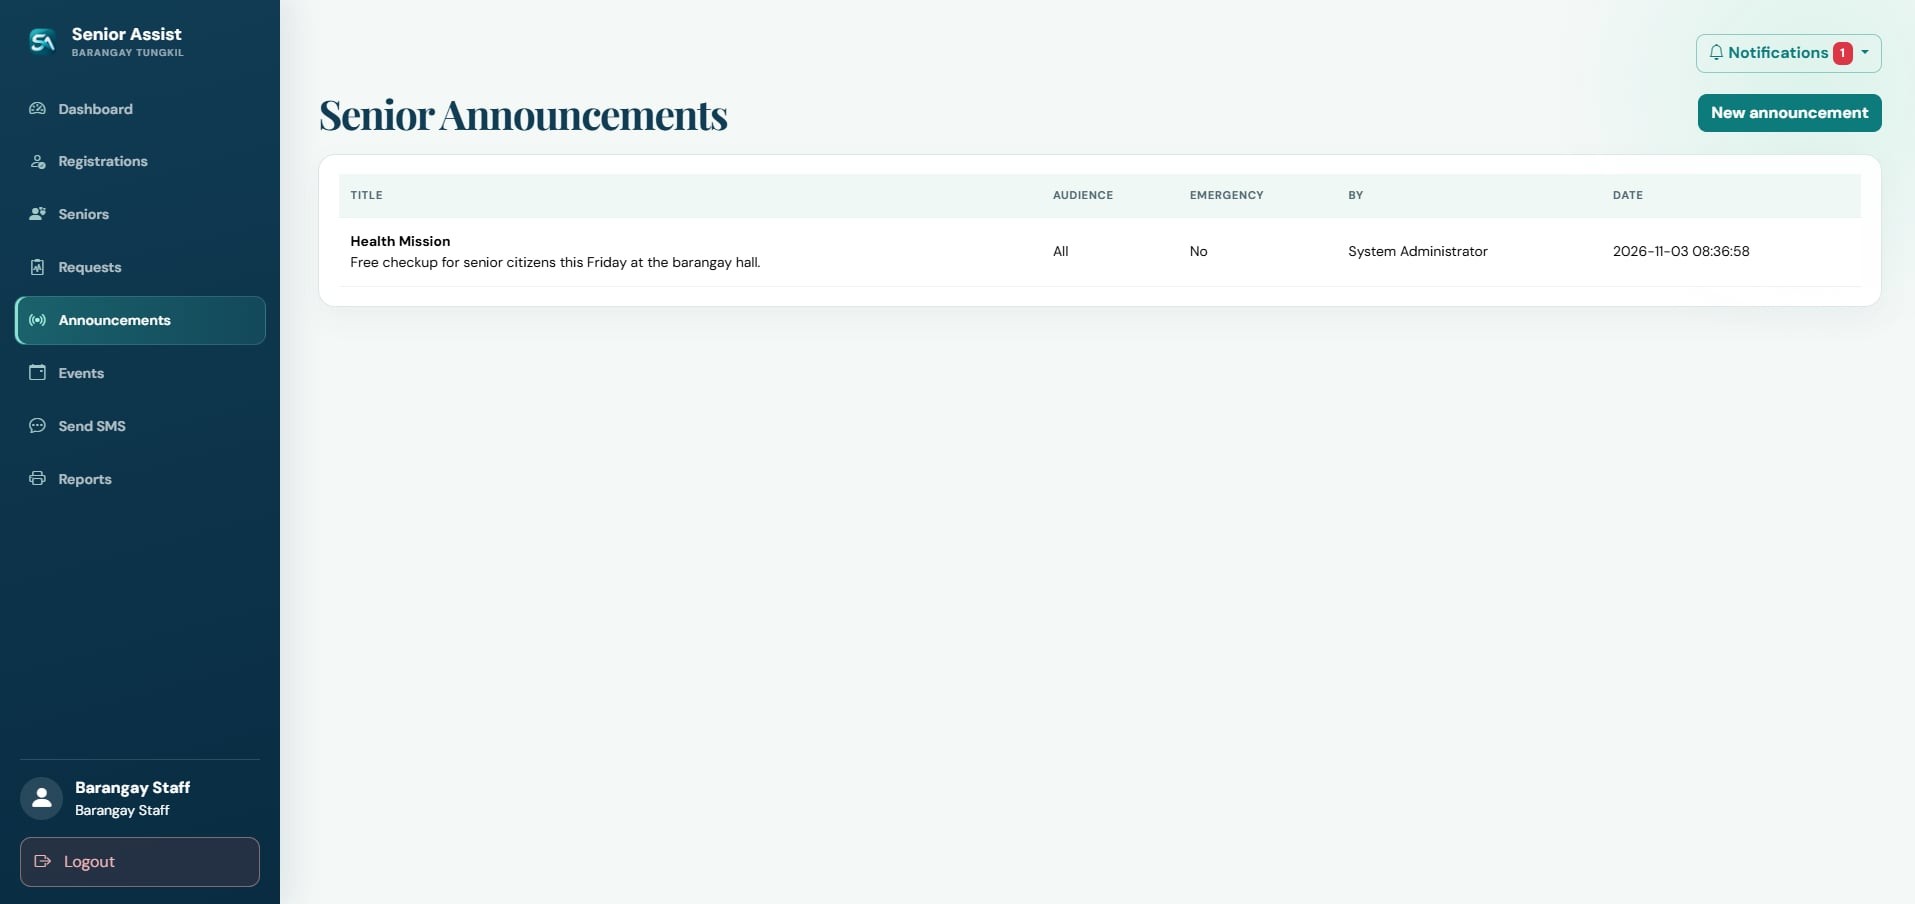 Senior Assist
BARANGAY TUNGKIL
Dashboard
Registrations
Seniors
Requests
Announcements
Events
Send SMS
Reports
Barangay Staff
Barangay Staff
Logout
Notifications 1
Senior Announcements
New announcement
TITLE AUDIENCE EMERGENCY BY DATE
Health Mission
Free checkup for senior citizens this Friday at the barangay hall.
All No System Administrator 2026-11-03 08:36:58